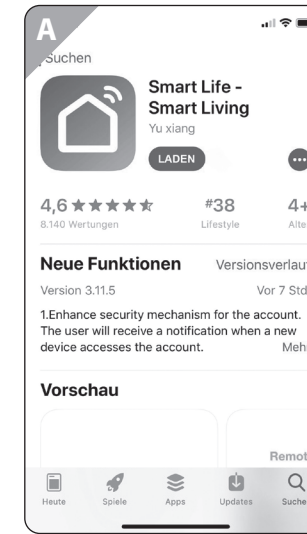 A
Suchen
Smart Life -
Smart Living
Yu xiang
LADEN
4,6 #38 4+
8.140 Wertungen Lifestyle Alte
Neue Funktionen Versionsverlauf
Version 3.11.5 Vor 7 Std
1.Enhance security mechanism for the account.
The user will receive a notification when a new
device accesses the account. Mehr
Vorschau
Remot
Heute Spiele Apps Updates Suche